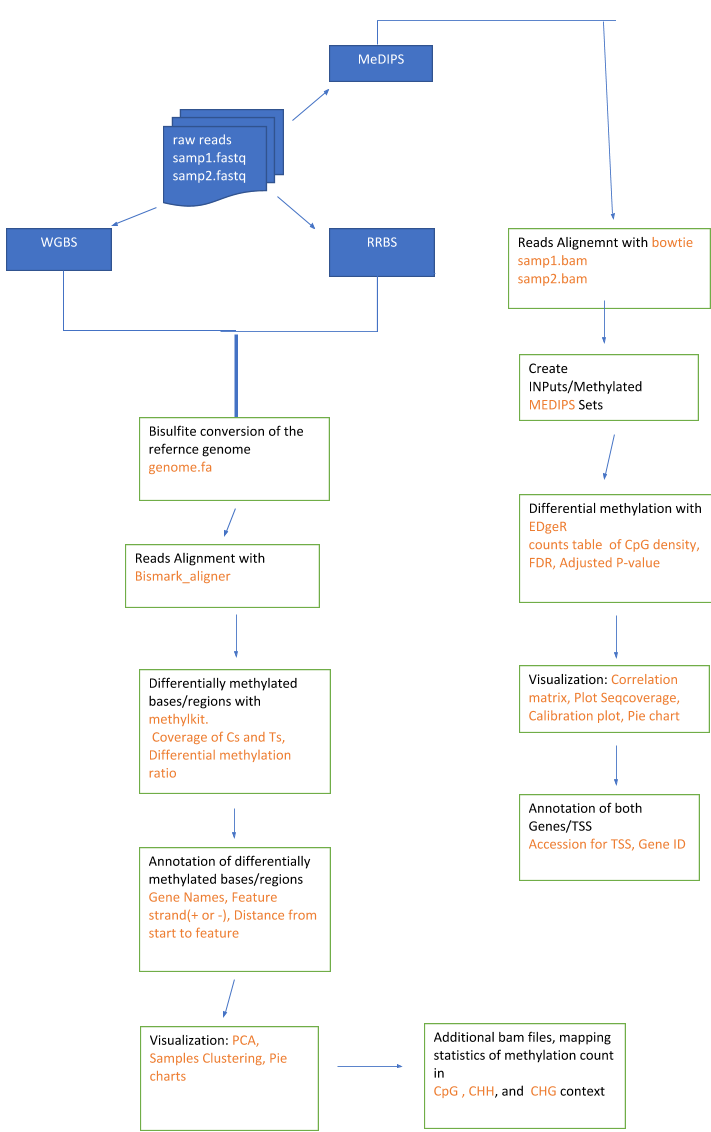 MeDIPS
raw reads
samp1.fastq
samp2.fastq
WGBS
RRBS
Reads Alignemnt with bowtie
samp1.bam
samp2.bam
Create
INPuts/Methylated
MEDIPS Sets
Differential methylation with
EDgeR
counts table of CpG density,
FDR, Adjusted P-value
Visualization: Correlation
matrix, Plot Seqcoverage,
Calibration plot, Pie chart
Annotation of both
Genes/TSS
Accession for TSS, Gene ID
Bisulfite conversion of the
refernce genome
genome.fa
Reads Alignment with
Bismark_aligner
Differentially methylated
bases/regions with
methylkit.
Coverage of Cs and Ts,
Differential methylation
ratio
Annotation of differentially
methylated bases/regions
Gene Names, Feature
strand(+ or -), Distance from
start to feature
Visualization: PCA,
Samples Clustering, Pie
charts
Additional bam files, mapping
statistics of methylation count
in
CpG , CHH, and CHG context